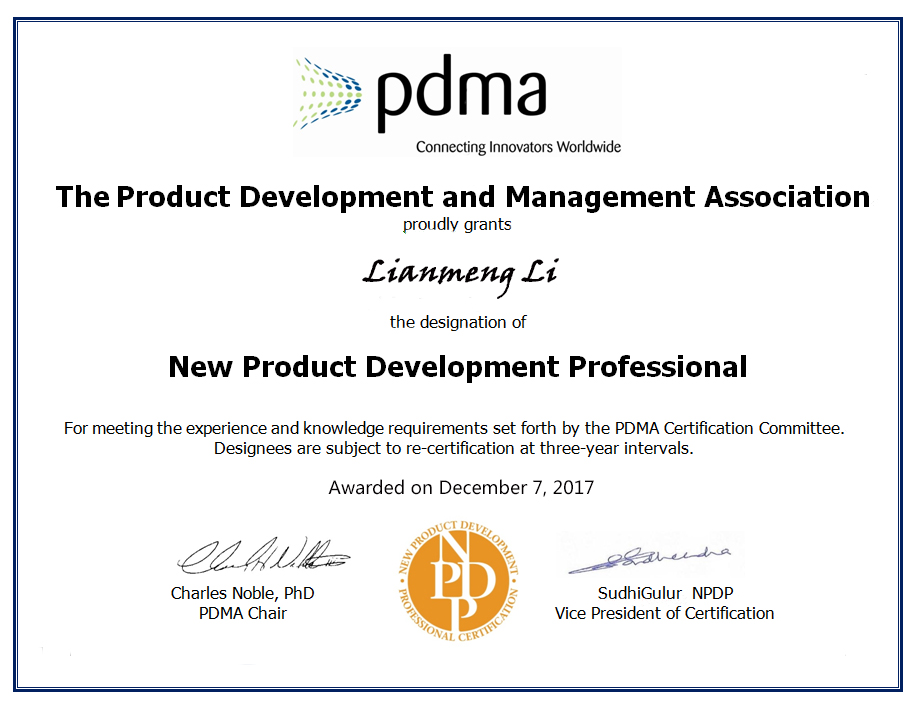 pdma
Connecting Innovators Worldwide
The Product Development and Management Association
proudly grants
Lianmeng Li
the designation of
New Product Development Professional
For meeting the experience and knowledge requirements set forth by the PDMA Certification Committee.
Designees are subject to re-certification at three-year intervals.
Awarded on December 7, 2017
NEW PRODUCT DEVELOPMENT
NPDP
PROFESSIONAL CERTIFICATION
Charles Noble, PhD
PDMA Chair
SudhiGulur NPDP
Vice President of Certification